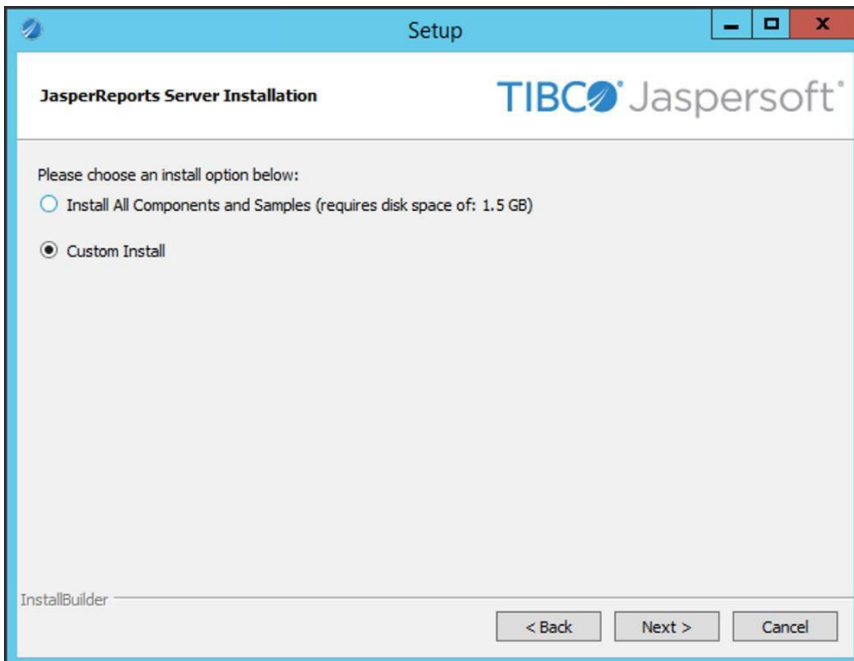 Setup
JasperReports Server Installation
TIBCO® Jaspersoft®
Please choose an install option below:
Install All Components and Samples (requires disk space of: 1.5 GB)
Custom Install
InstallBuilder
< Back Next > Cancel